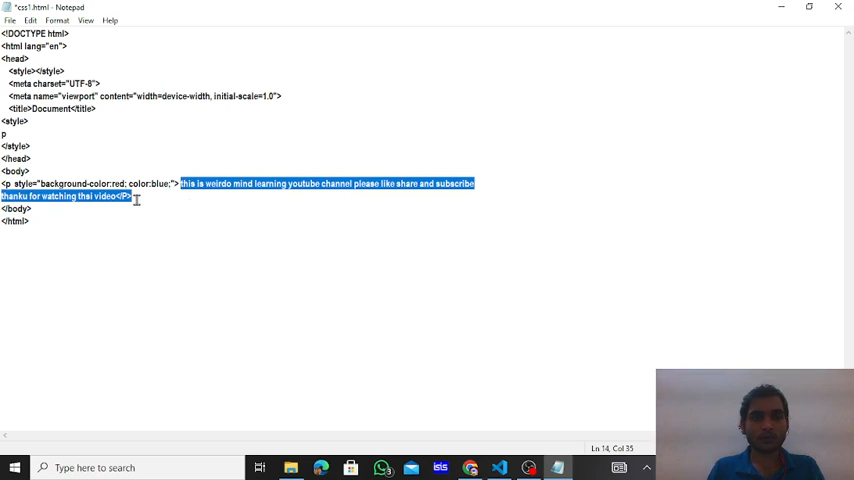 *css1.html - Notepad
File Edit Format View Help
<!DOCTYPE html>
<html lang="en">
<head>
<style></style>
<meta charset="UTF-8">
<meta name="viewport" content="width=device-width, initial-scale=1.0">
<title>Document</title>
<style>
p
</style>
</head>
<body>
<p style="background-color:red; color:blue;"> this is weirdo mind learning youtube channel please like share and subscribe
thanku for watching thsi video</P>
</body>
</html>
Ln 14, Col 35
Type here to search
isis
3